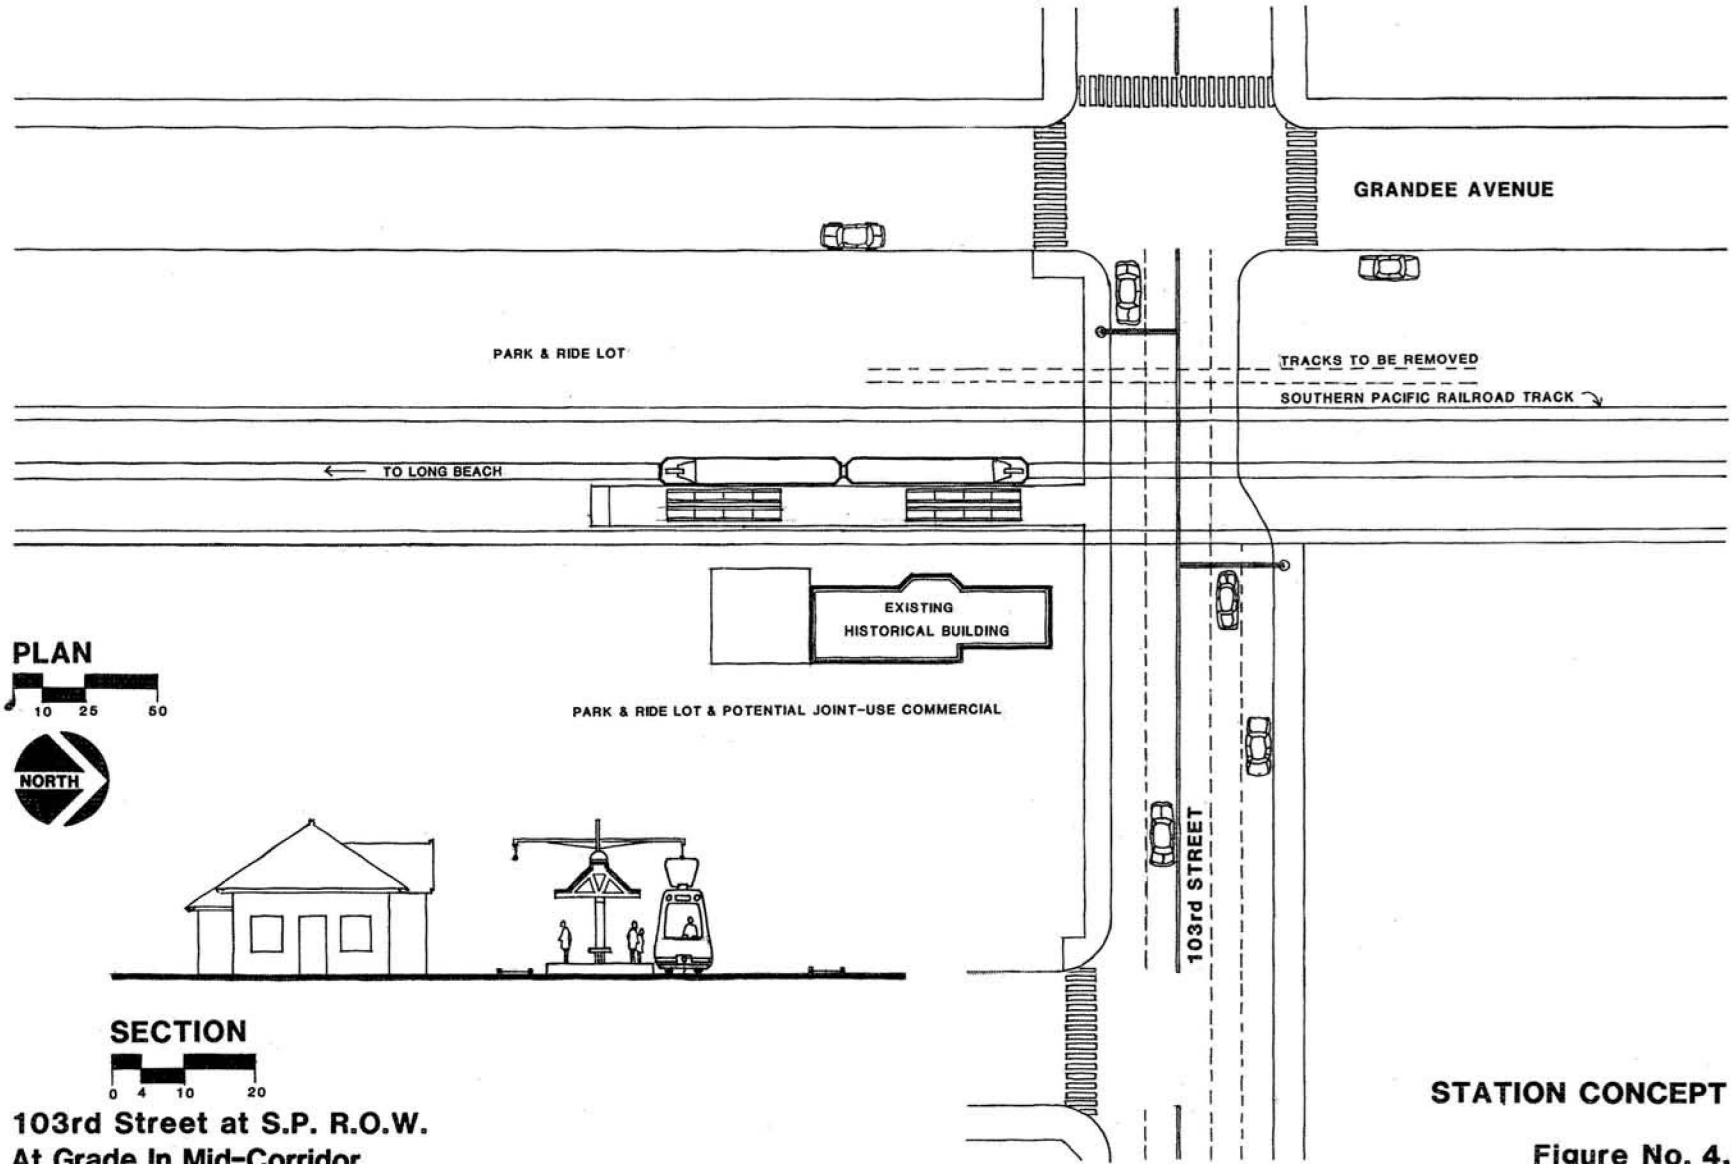 GRANDEE AVENUE
PARK & RIDE LOT
TRACKS TO BE REMOVED
SOUTHERN PACIFIC RAILROAD TRACK
TO LONG BEACH
EXISTING
HISTORICAL BUILDING
PLAN
10 25 50
PARK & RIDE LOT & POTENTIAL JOINT-USE COMMERCIAL
NORTH
103rd STREET
SECTION
0 4 10 20
103rd Street at S.P. R.O.W.
At Grade In Mid-Corridor
STATION CONCEPT
Figure No. 4.